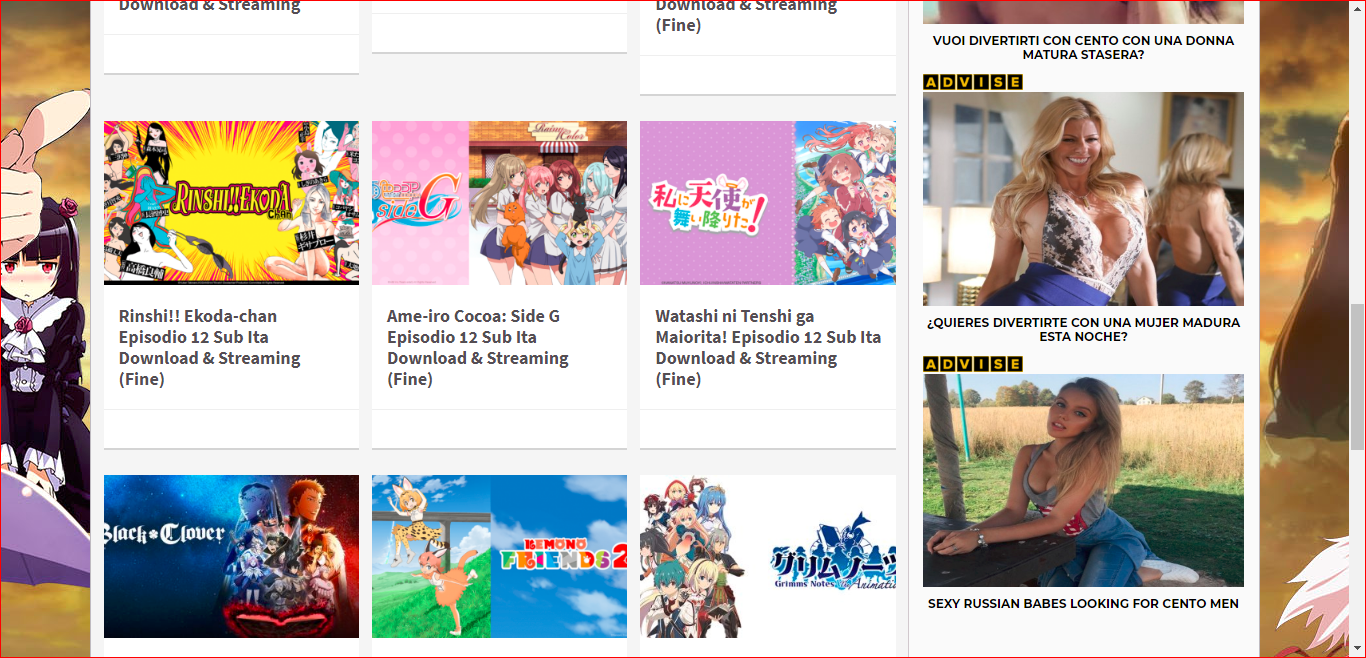 Download & Streaming
Download & Streaming
(Fine)
RINSHI!!EKODA
Chan
Rainy Color
side G
私に天使が
舞い降りた!
Rinshi!! Ekoda-chan
Episodio 12 Sub Ita
Download & Streaming
(Fine)
Ame-iro Cocoa: Side G
Episodio 12 Sub Ita
Download & Streaming
(Fine)
Watashi ni Tenshi ga
Maiorita! Episodio 12 Sub Ita
Download & Streaming
(Fine)
Black Clover
KEMONO
FRIENDS 2
グリムノーツ
Grimms Notes the Animation
VUOI DIVERTIRTI CON CENTO CON UNA DONNA
MATURA STASERA?
ADVISE
¿QUIERES DIVERTIRTE CON UNA MUJER MADURA
ESTA NOCHE?
ADVISE
SEXY RUSSIAN BABES LOOKING FOR CENTO MEN